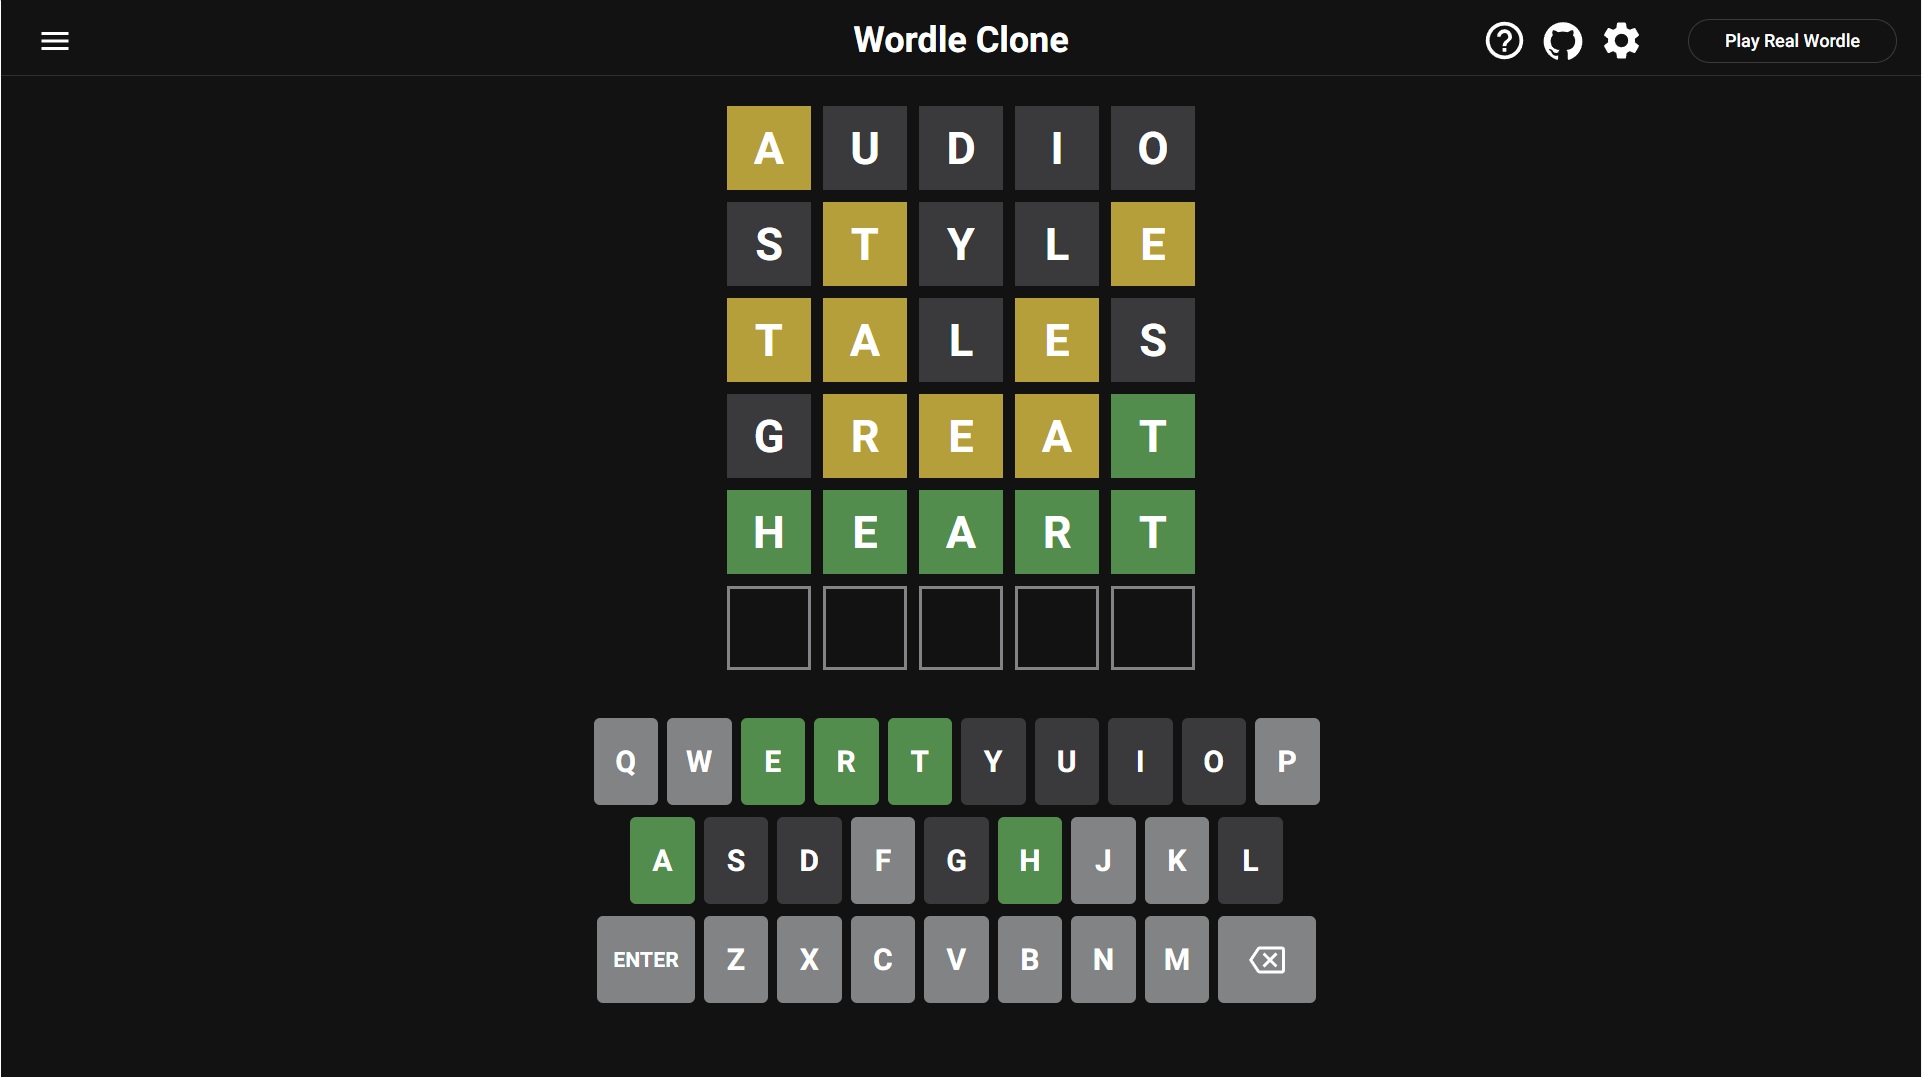 Wordle Clone
Play Real Wordle
A U D I O
S T Y L E
T A L E S
G R E A T
H E A R T
Q W E R T Y U I O P
A S D F G H J K L
ENTER Z X C V B N M